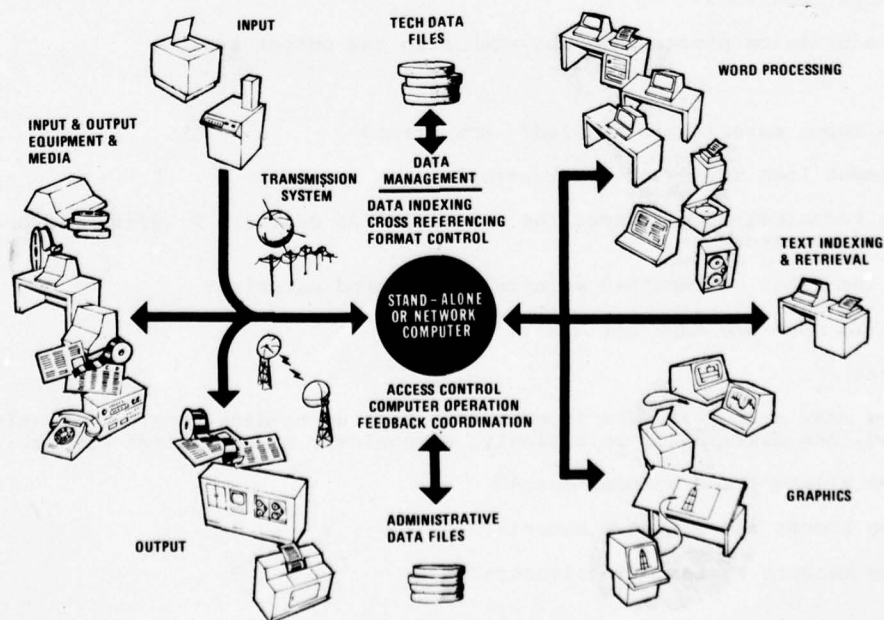 INPUT
TECH DATA
FILES
WORD PROCESSING
INPUT & OUTPUT
EQUIPMENT &
MEDIA
TRANSMISSION
SYSTEM
DATA
MANAGEMENT
DATA INDEXING
CROSS REFERENCING
FORMAT CONTROL
TEXT INDEXING
& RETRIEVAL
STAND-ALONE
OR NETWORK
COMPUTER
ACCESS CONTROL
COMPUTER OPERATION
FEEDBACK COORDINATION
GRAPHICS
ADMINISTRATIVE
DATA FILES
OUTPUT